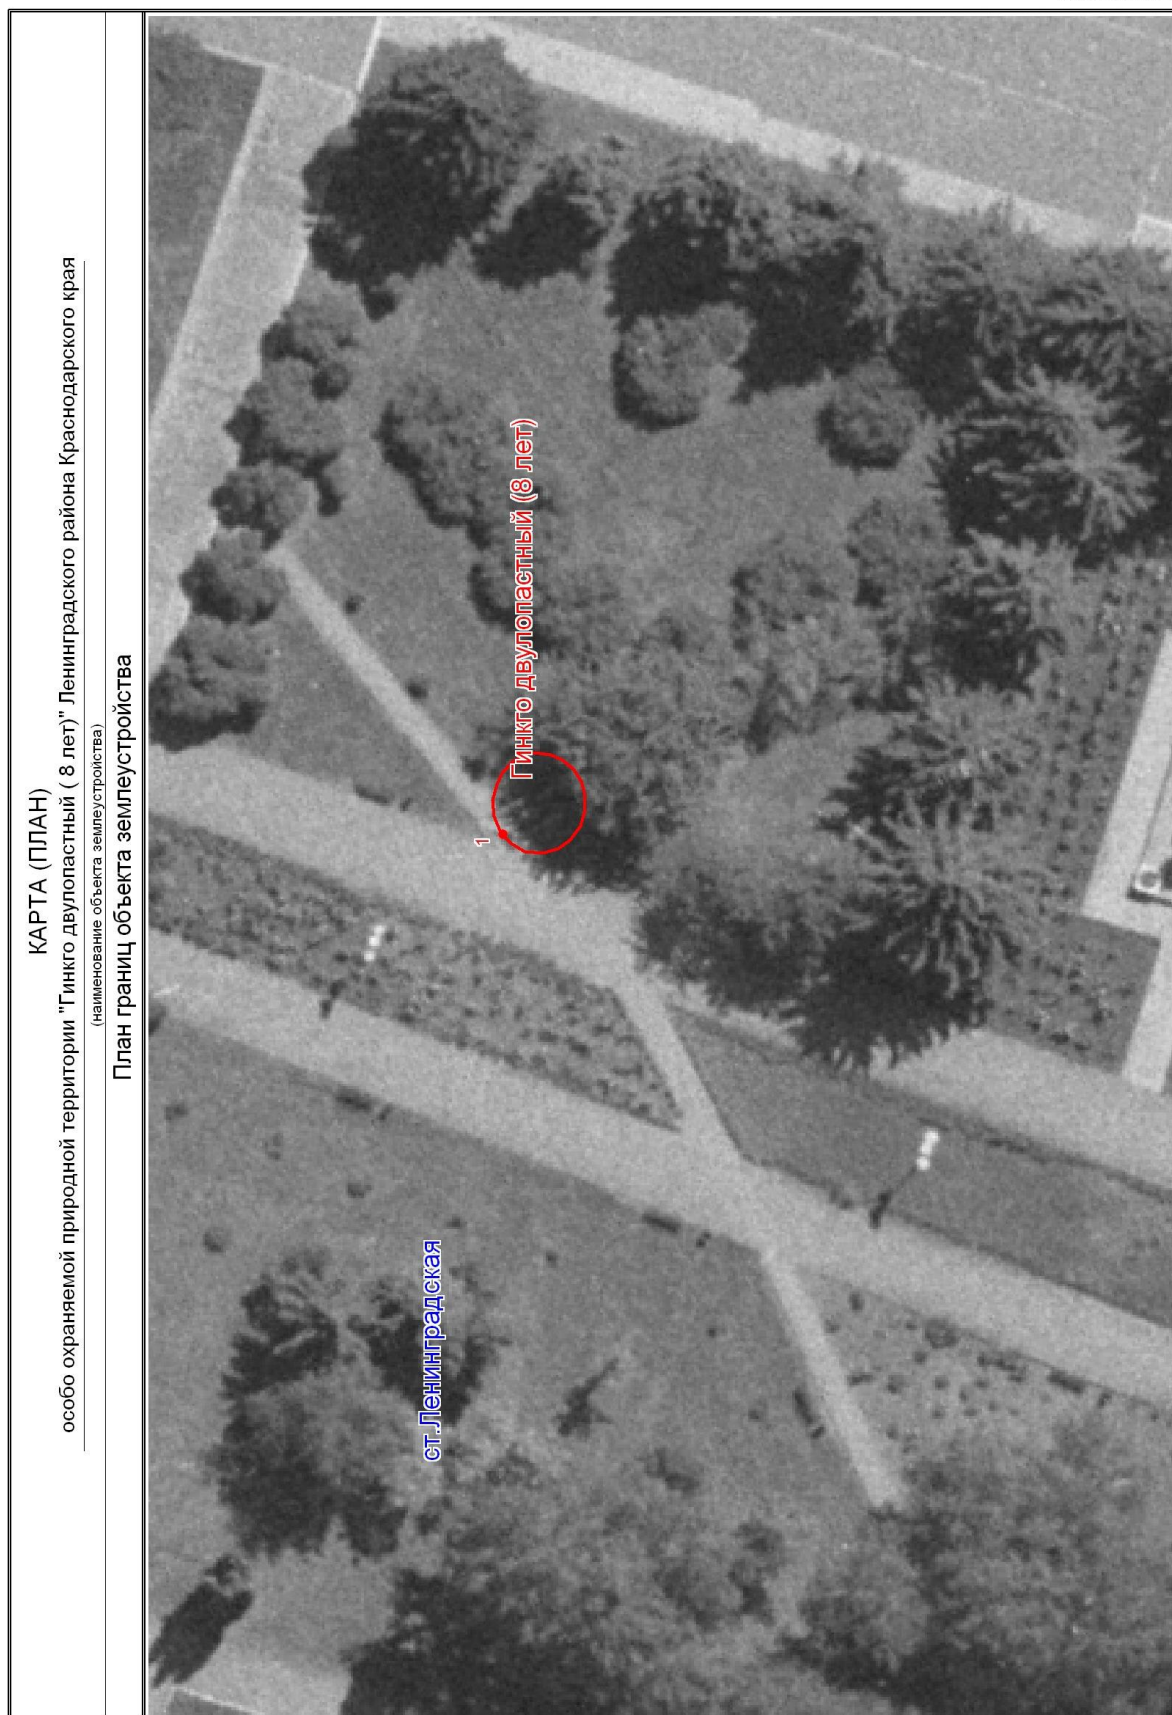 КАРТА (ПЛАН)
особо охраняемой природной территории "Гинкго двулопастный ( 8 лет)" Ленинградского района Краснодарского края
(наименование объекта землеустройства)
План границ объекта землеустройства
Гинкго двулопастный (8 лет)
1
ст.Ленинградская